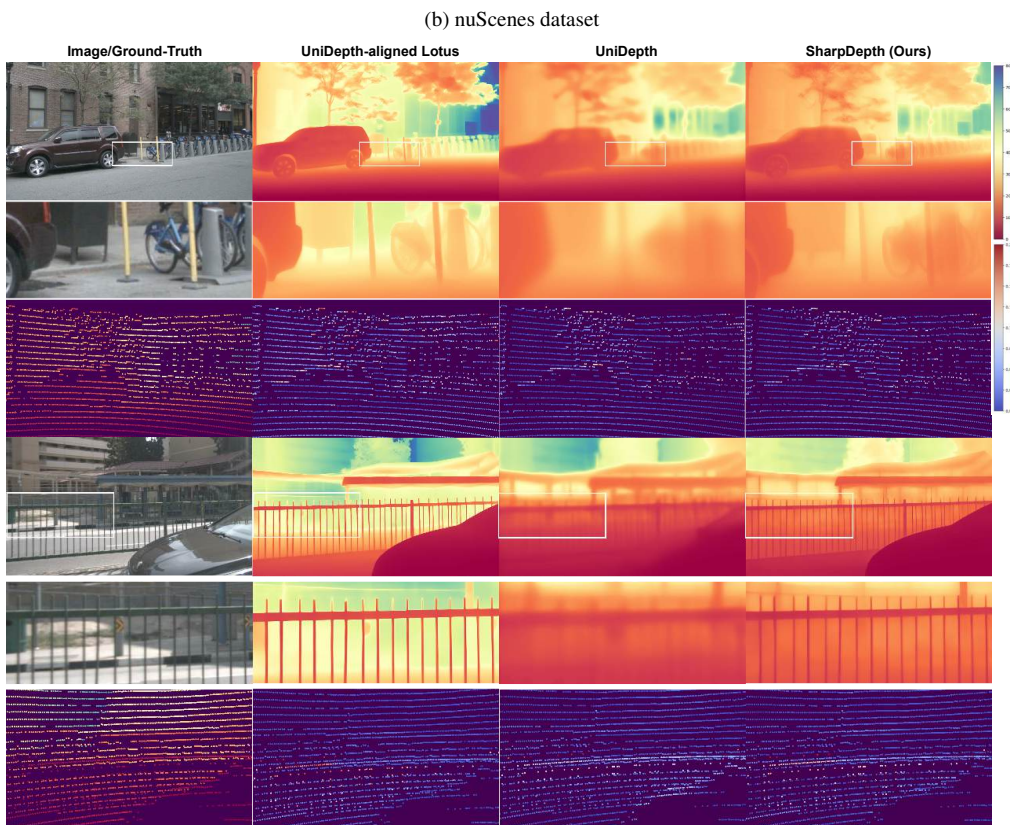 (b) nuScenes dataset
Image/Ground-Truth UniDepth-aligned Lotus UniDepth SharpDepth (Ours)